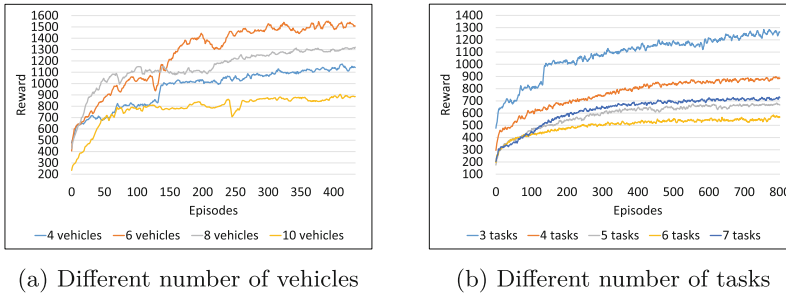 1600
1500
1400
1300
1200
1100
1000
900
800
700
600
500
400
300
200
Reward
0 50 100 150 200 250 300 350 400
Episodes
4 vehicles 6 vehicles 8 vehicles 10 vehicles
(a) Different number of vehicles
1400
1300
1200
1100
1000
900
800
700
600
500
400
300
200
100
Reward
0 100 200 300 400 500 600 700 800
Episodes
3 tasks 4 tasks 5 tasks 6 tasks 7 tasks
(b) Different number of tasks